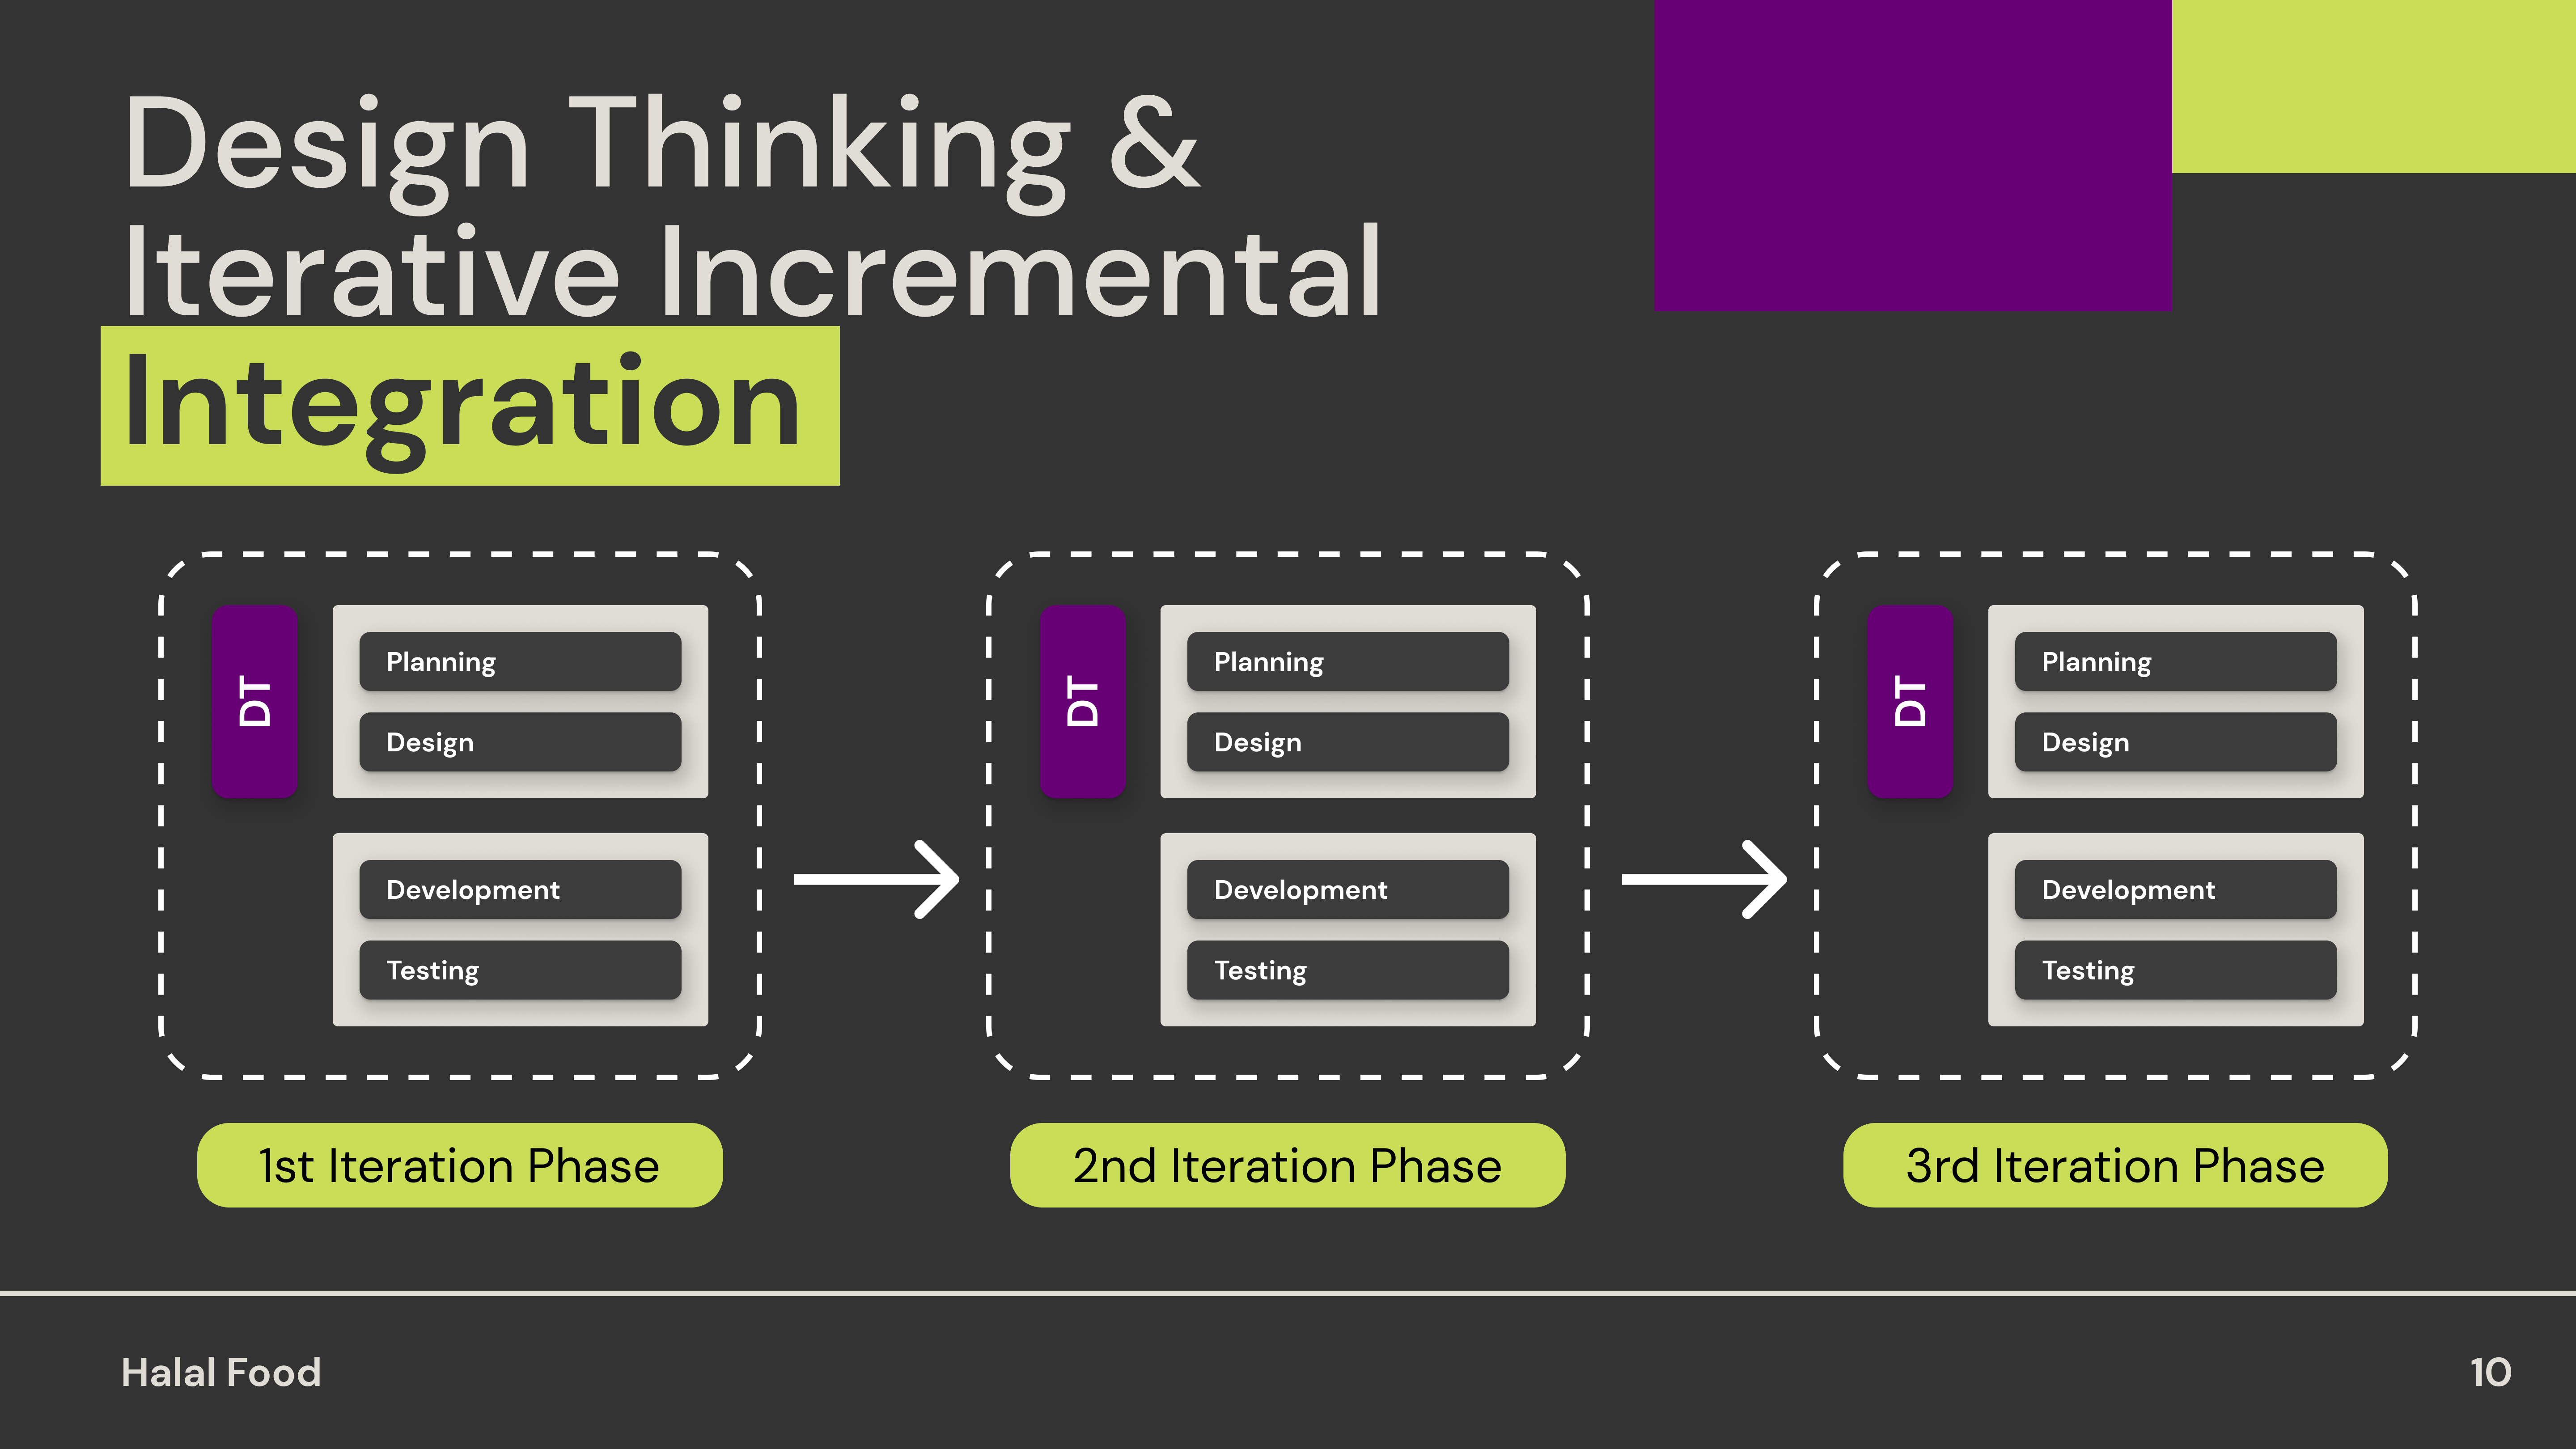 Design Thinking &
Iterative Incremental
Integration
DT
Planning
Design
Development
Testing
1st Iteration Phase
DT
Planning
Design
Development
Testing
2nd Iteration Phase
DT
Planning
Design
Development
Testing
3rd Iteration Phase
Halal Food
10